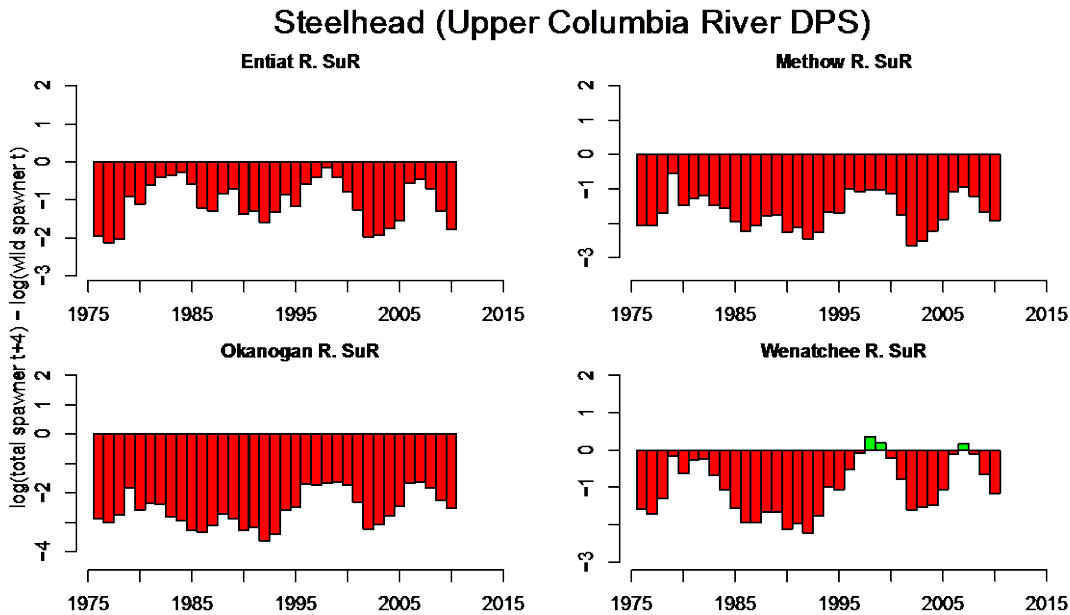 Steelhead (Upper Columbia River DPS)
log(total spawner t+4) − log(wild spawner t)
Entiat R. SuR
2
1
0
−1
−2
−3
1975 1985 1995 2005 2015
Methow R. SuR
2
1
0
−1
−3
1975 1985 1995 2005 2015
Okanogan R. SuR
2
0
−2
−4
1975 1985 1995 2005 2015
Wenatchee R. SuR
2
1
0
−1
−3
1975 1985 1995 2005 2015